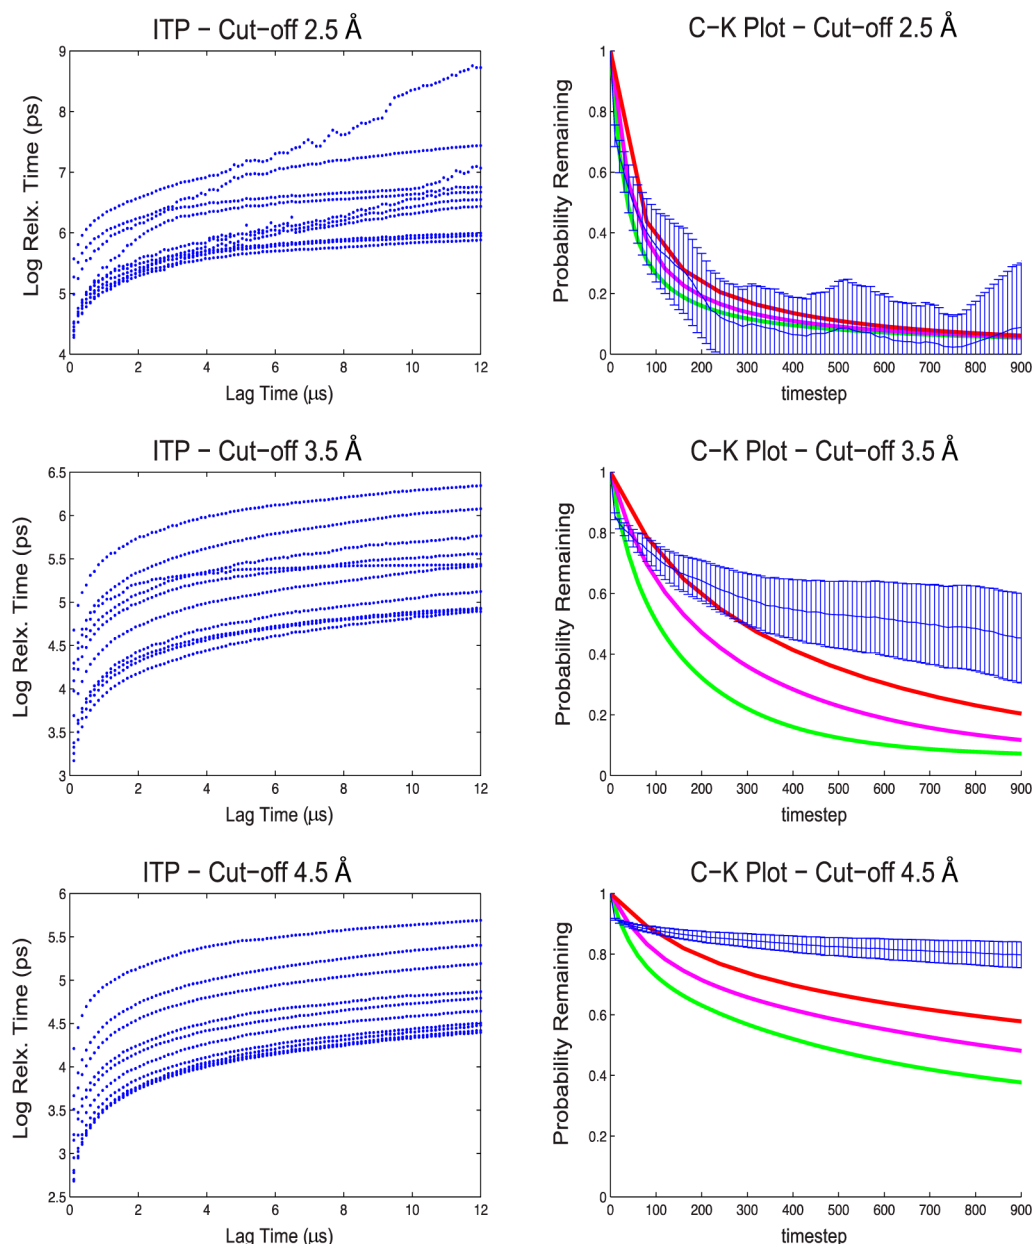 ITP − Cut−off 2.5 Å
Log Relx. Time (ps)
9
8
7
6
5
4
0 2 4 6 8 10 12
Lag Time (μs)
C−K Plot − Cut−off 2.5 Å
Probability Remaining
1
0.8
0.6
0.4
0.2
0
0 100 200 300 400 500 600 700 800 900
timestep
ITP − Cut−off 3.5 Å
Log Relx. Time (ps)
6.5
6
5.5
5
4.5
4
3.5
3
0 2 4 6 8 10 12
Lag Time (μs)
C−K Plot − Cut−off 3.5 Å
Probability Remaining
1
0.8
0.6
0.4
0.2
0
0 100 200 300 400 500 600 700 800 900
timestep
ITP − Cut−off 4.5 Å
Log Relx. Time (ps)
6
5.5
5
4.5
4
3.5
3
2.5
0 2 4 6 8 10 12
Lag Time (μs)
C−K Plot − Cut−off 4.5 Å
Probability Remaining
1
0.8
0.6
0.4
0.2
0
0 100 200 300 400 500 600 700 800 900
timestep